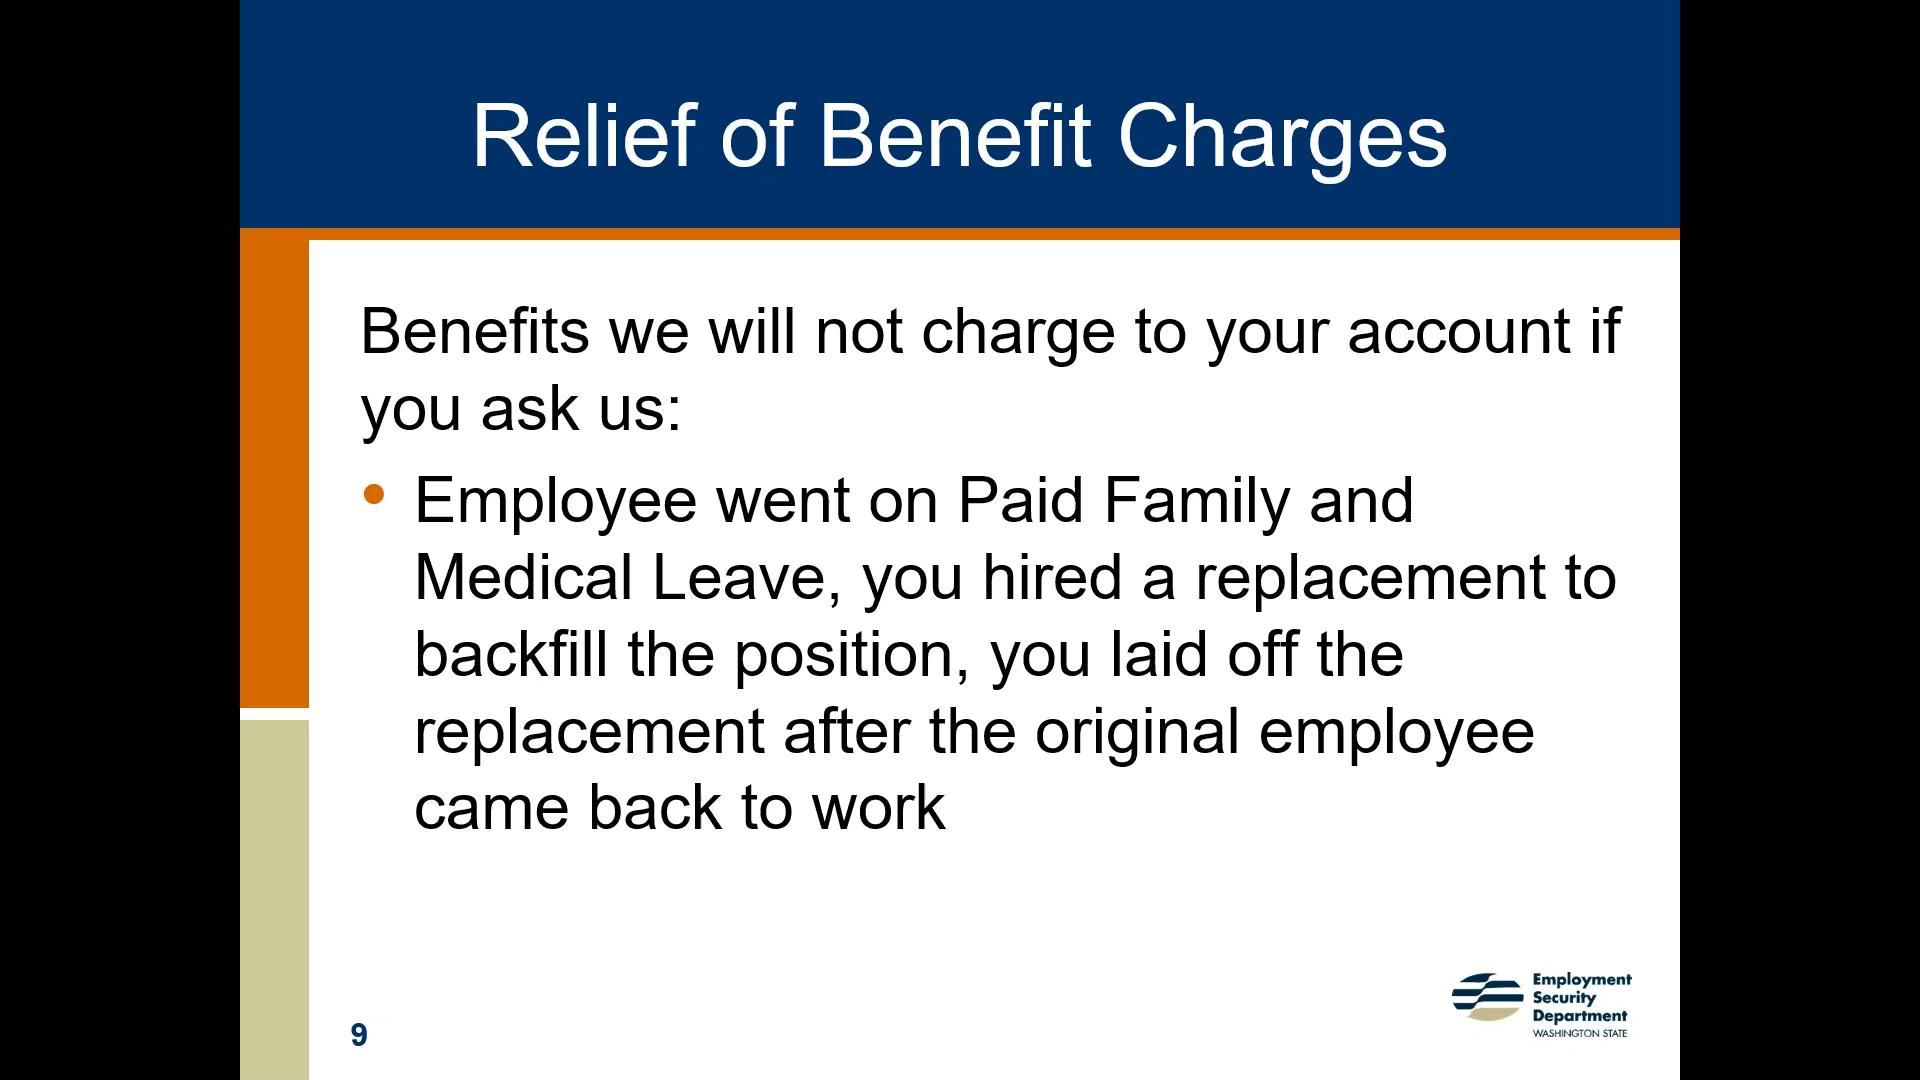 Relief of Benefit Charges
Benefits we will not charge to your account if
you ask us:
• Employee went on Paid Family and
Medical Leave, you hired a replacement to
backfill the position, you laid off the
replacement after the original employee
came back to work
9
Employment
Security
Department
WASHINGTON STATE